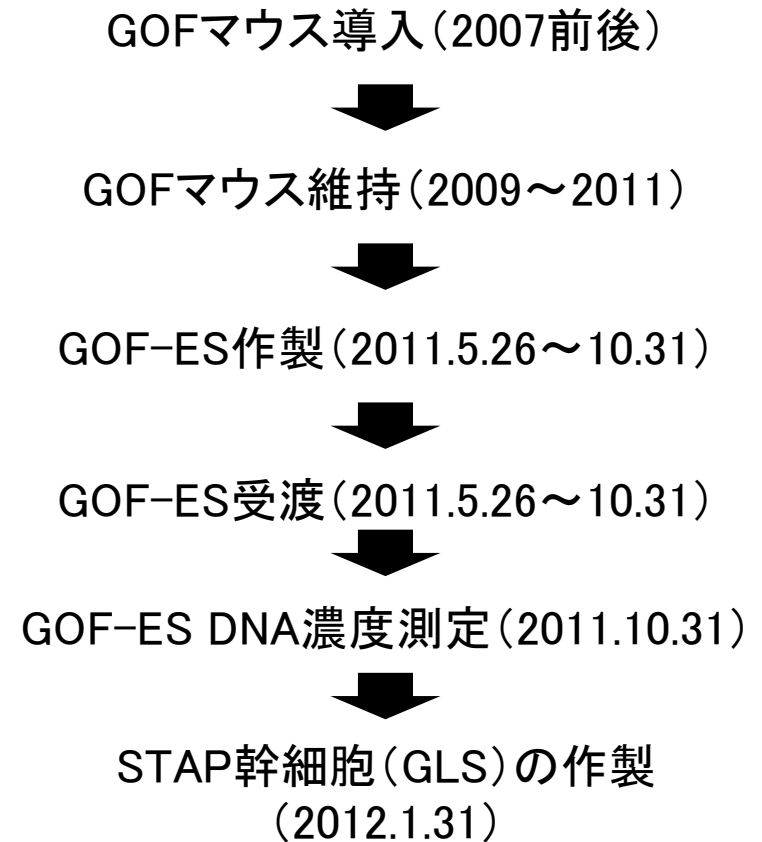 GOFマウス導入（2007前後）
GOFマウス維持（2009～2011）
GOF-ES作製（2011.5.26～10.31）
GOF-ES受渡（2011.5.26～10.31）
GOF-ES DNA濃度測定（2011.10.31）
STAP幹細胞（GLS）の作製
（2012.1.31）